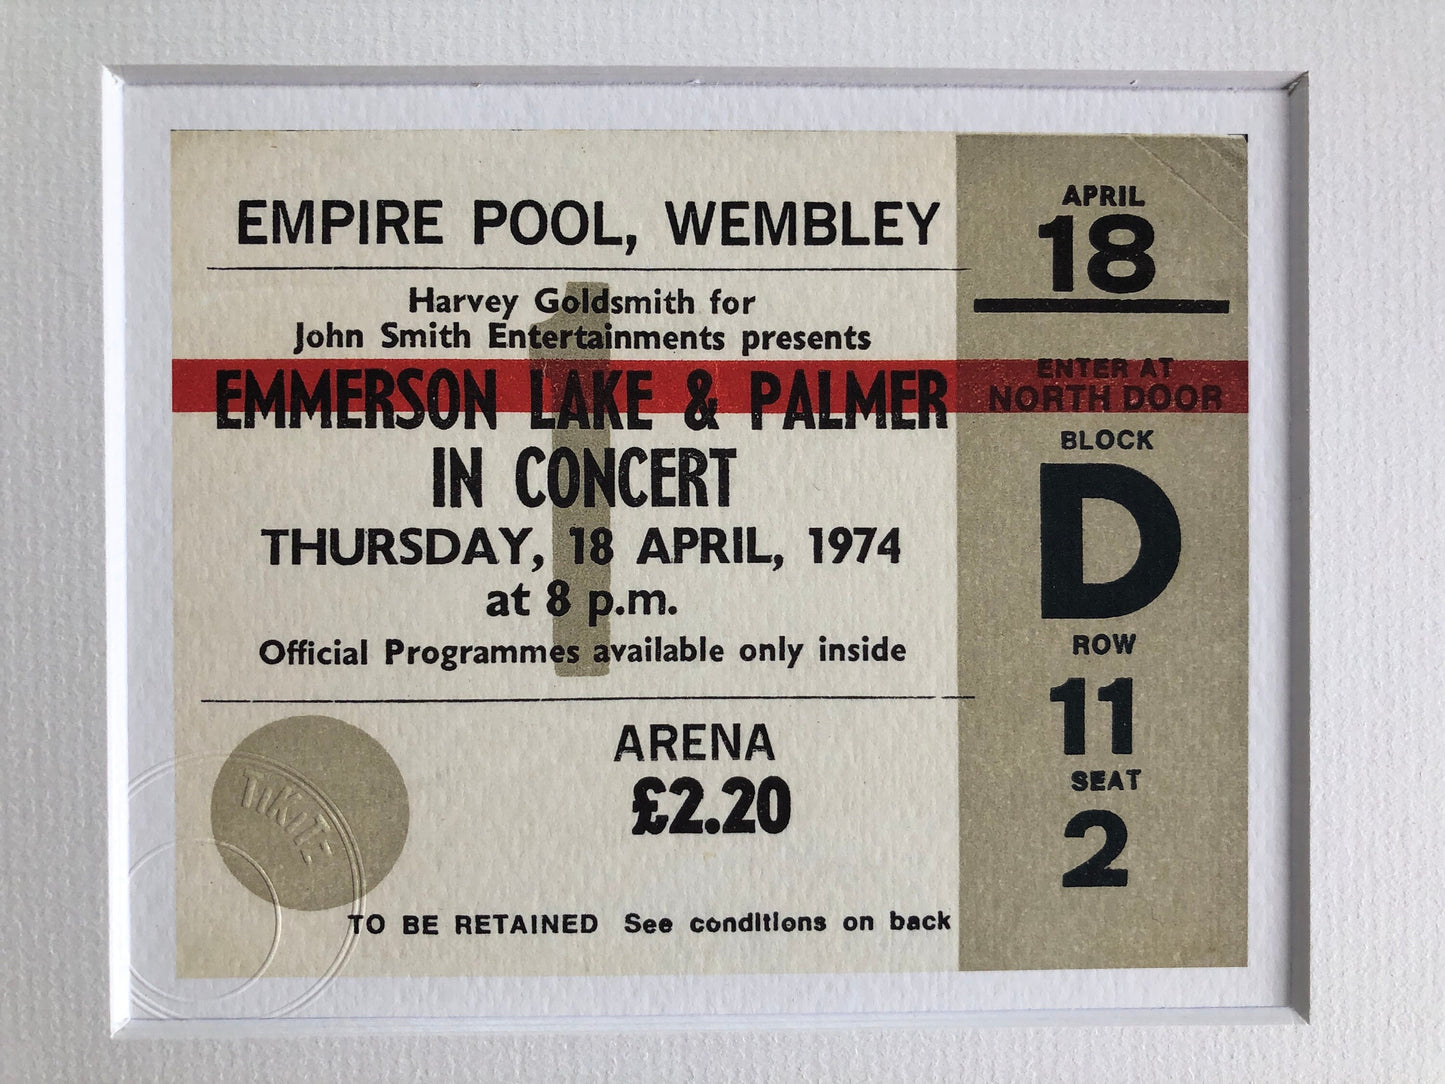 EMPIRE POOL, WEMBLEY
Harvey Goldsmith for
John Smith Entertainments presents
EMMERSON LAKE & PALMER
IN CONCERT
THURSDAY, 18 APRIL, 1974
at 8 p.m.
Official Programmes available only inside
1
ARENA
£2.20
TIKITE
TO BE RETAINED See conditions on back
APRIL
18
ENTER AT
NORTH DOOR
BLOCK
D
ROW
11
SEAT
2